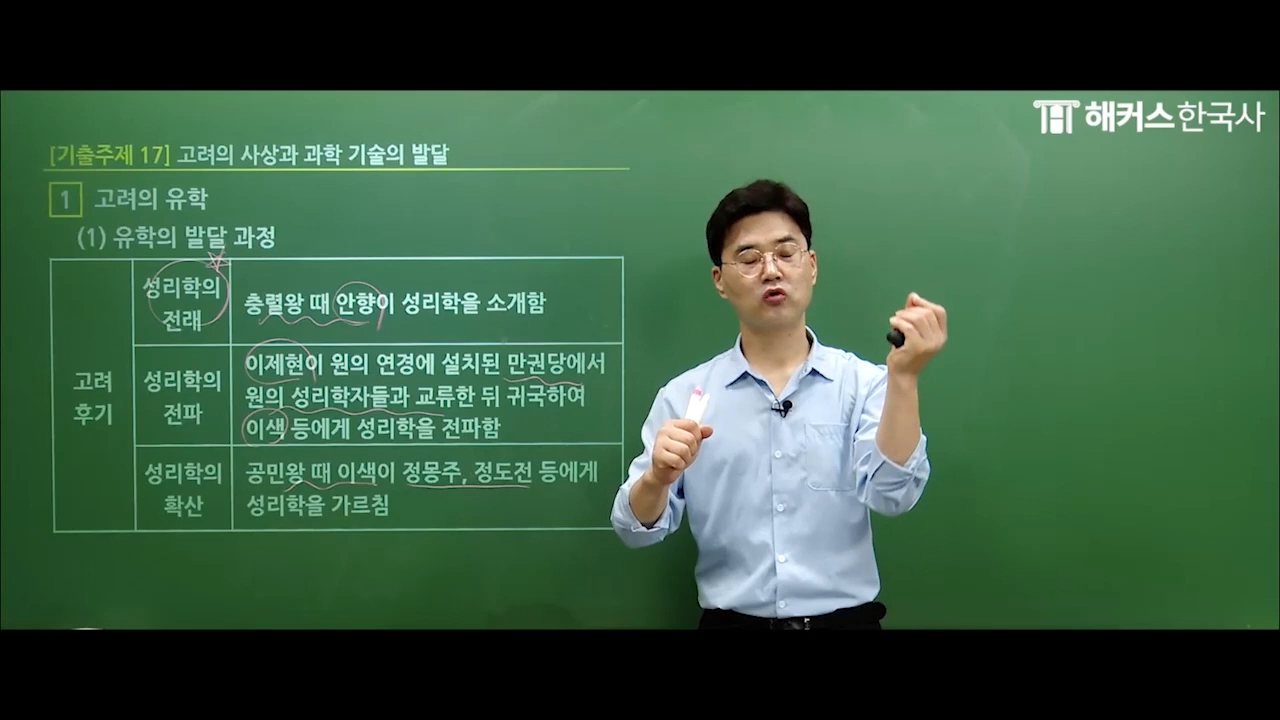 해커스한국사
[기출주제 17] 고려의 사상과 과학 기술의 발달
1 고려의 유학
(1) 유학의 발달 과정
고려
후기
성리학의
전래
충렬왕 때 안향이 성리학을 소개함
성리학의
전파
이제현이 원의 연경에 설치된 만권당에서
원의 성리학자들과 교류한 뒤 귀국하여
이색 등에게 성리학을 전파함
성리학의
확산
공민왕 때 이색이 정몽주, 정도전 등에게
성리학을 가르침